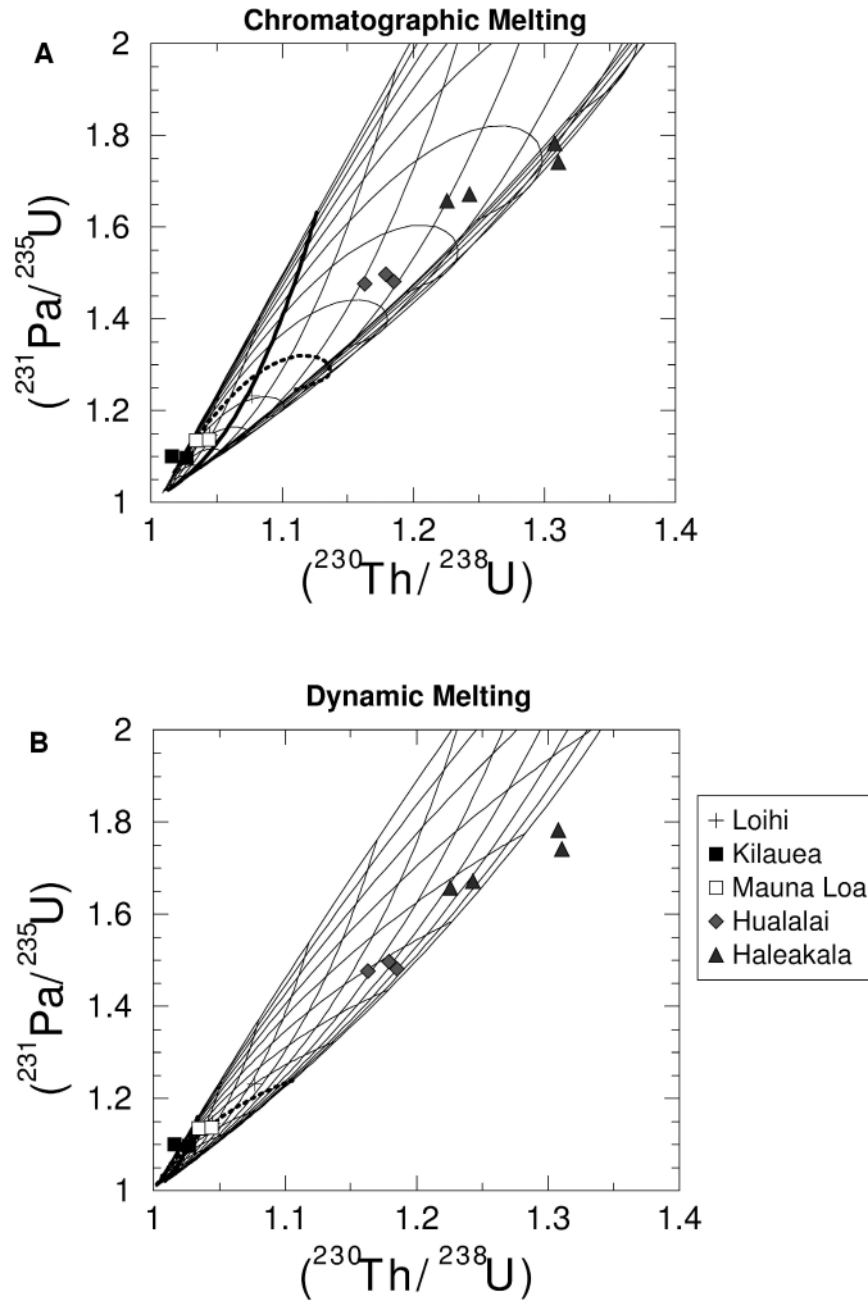 Chromatographic Melting
A
2
1.8
1.6
1.4
1.2
1
(231Pa/235U)
1 1.1 1.2 1.3 1.4
(230Th/ 238U)
Dynamic Melting
B
2
1.8
1.6
1.4
1.2
1
(231Pa/235U)
1 1.1 1.2 1.3 1.4
(230Th/ 238U)
Loihi
Kilauea
Mauna Loa
Hualalai
Haleakala